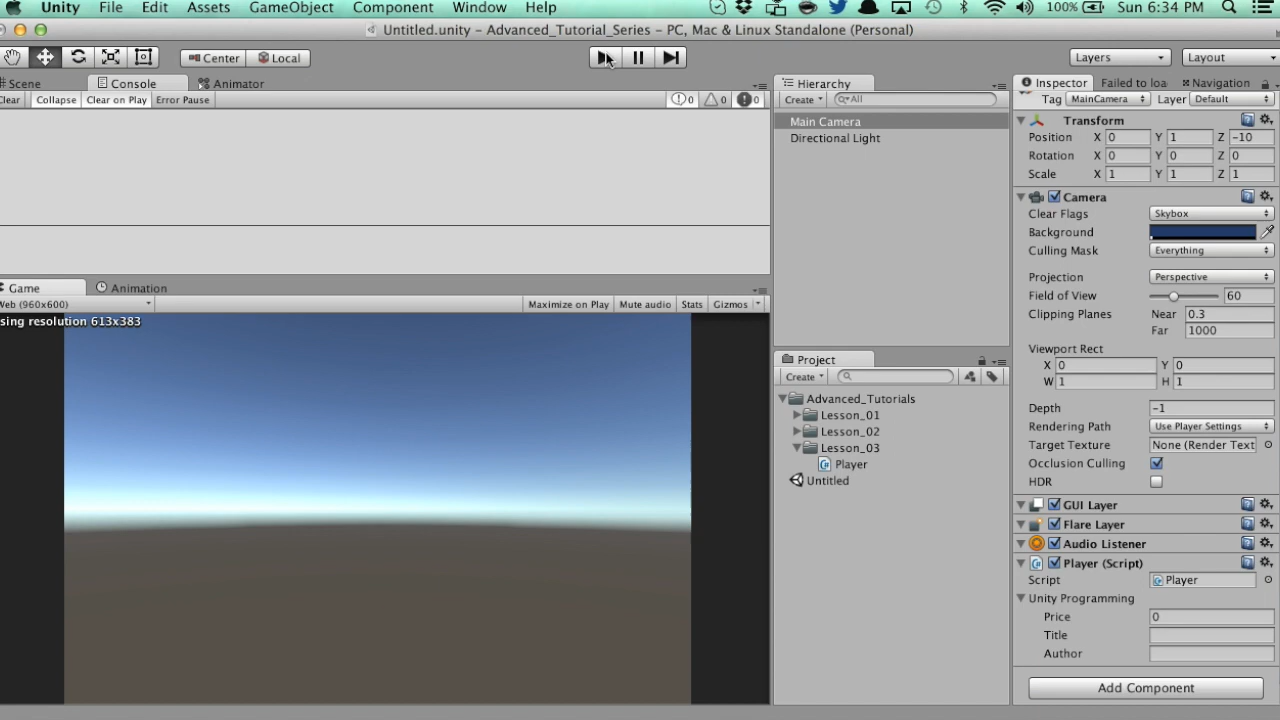 Unity File Edit Assets GameObject Component Window Help 100% Sun 6:34 PM
Untitled.unity - Advanced_Tutorial_Series - PC, Mac & Linux Standalone (Personal)
Center Local Layers Layout
Scene Console Animator
Clear Collapse Clear on Play Error Pause 0 0 0
Game Animation
Web (960x600) Maximize on Play Mute audio Stats Gizmos
sing resolution 613x383
Hierarchy
Create All
Main Camera
Directional Light
Project
Create
Advanced_Tutorials
Lesson_01
Lesson_02
Lesson_03
Player
Untitled
Inspector Failed to loa Navigation
Tag MainCamera Layer Default
Transform
Position X 0 Y 1 Z -10
Rotation X 0 Y 0 Z 0
Scale X 1 Y 1 Z 1
Camera
Clear Flags Skybox
Background
Culling Mask Everything
Projection Perspective
Field of View 60
Clipping Planes Near 0.3
Far 1000
Viewport Rect
X 0 Y 0
W 1 H 1
Depth -1
Rendering Path Use Player Settings
Target Texture None (Render Text
Occlusion Culling
HDR
GUI Layer
Flare Layer
Audio Listener
Player (Script)
Script Player
Unity Programming
Price 0
Title
Author
Add Component